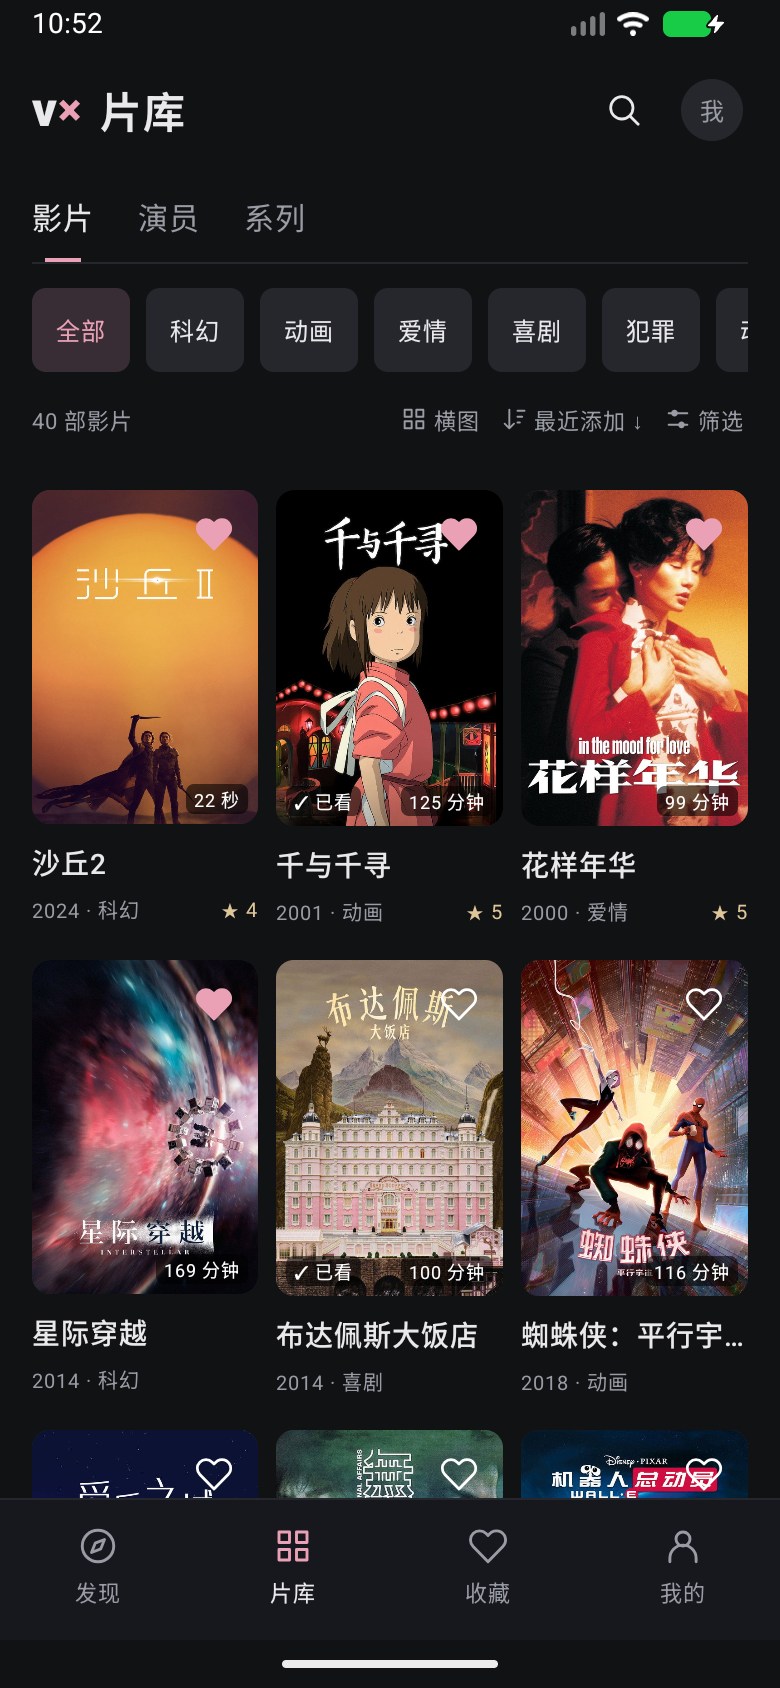 10:52
v× 片库
我
影片 演员 系列
全部 科幻 动画 爱情 喜剧 犯罪
40 部影片 横图 最近添加 ↓ 筛选
沙丘 II
22 秒
千与千寻
✓ 已看 125 分钟
in the mood for love
花样年华
99 分钟
沙丘2 千与千寻 花样年华
2024 · 科幻 ★ 4 2001 · 动画 ★ 5 2000 · 爱情 ★ 5
星际穿越
INTERSTELLAR
169 分钟
布达佩斯
大饭店
✓ 已看 100 分钟
蜘蛛侠
平行宇宙
116 分钟
星际穿越 布达佩斯大饭店 蜘蛛侠：平行宇...
2014 · 科幻 2014 · 喜剧 2018 · 动画
Disney · PIXAR
机器人总动员
WALL·E
发现 片库 收藏 我的